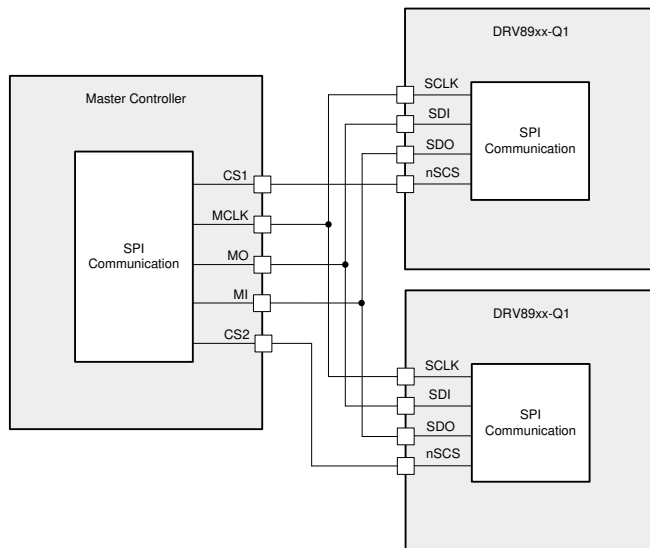 Master Controller
SPI
Communication
CS1
MCLK
MO
MI
CS2
DRV89xx-Q1
SCLK
SDI
SDO
nSCS
SPI
Communication
DRV89xx-Q1
SCLK
SDI
SDO
nSCS
SPI
Communication